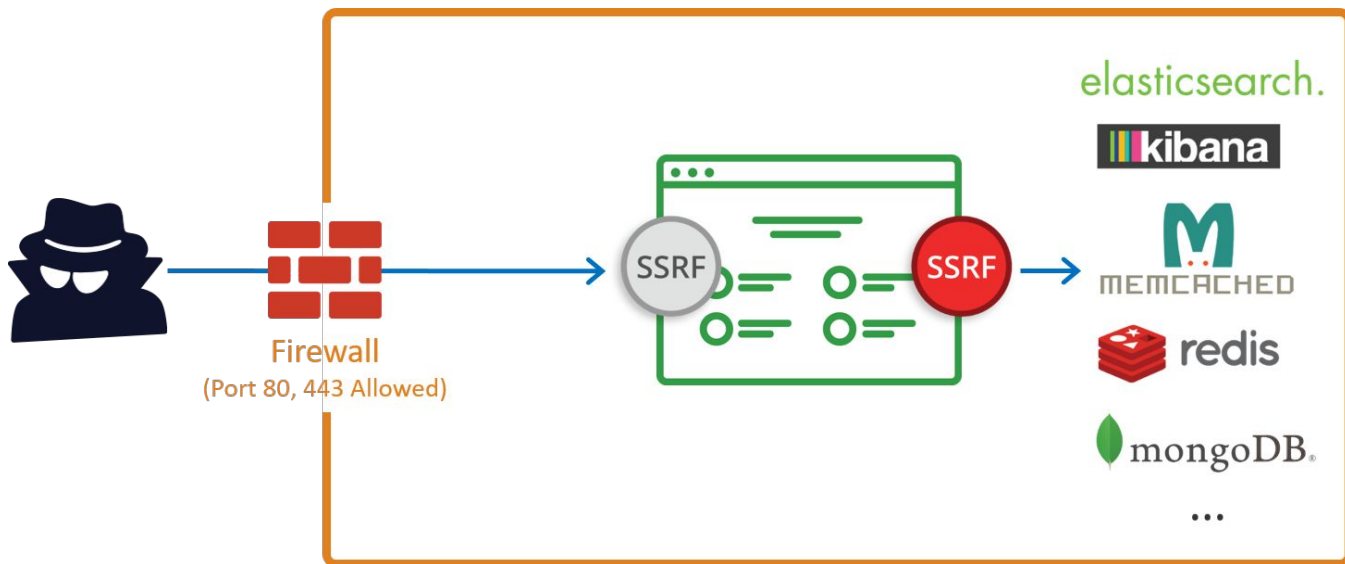 elasticsearch.
kibana
SSRF
SSRF
MEMCACHED
Firewall
(Port 80, 443 Allowed)
redis
mongoDB®
...